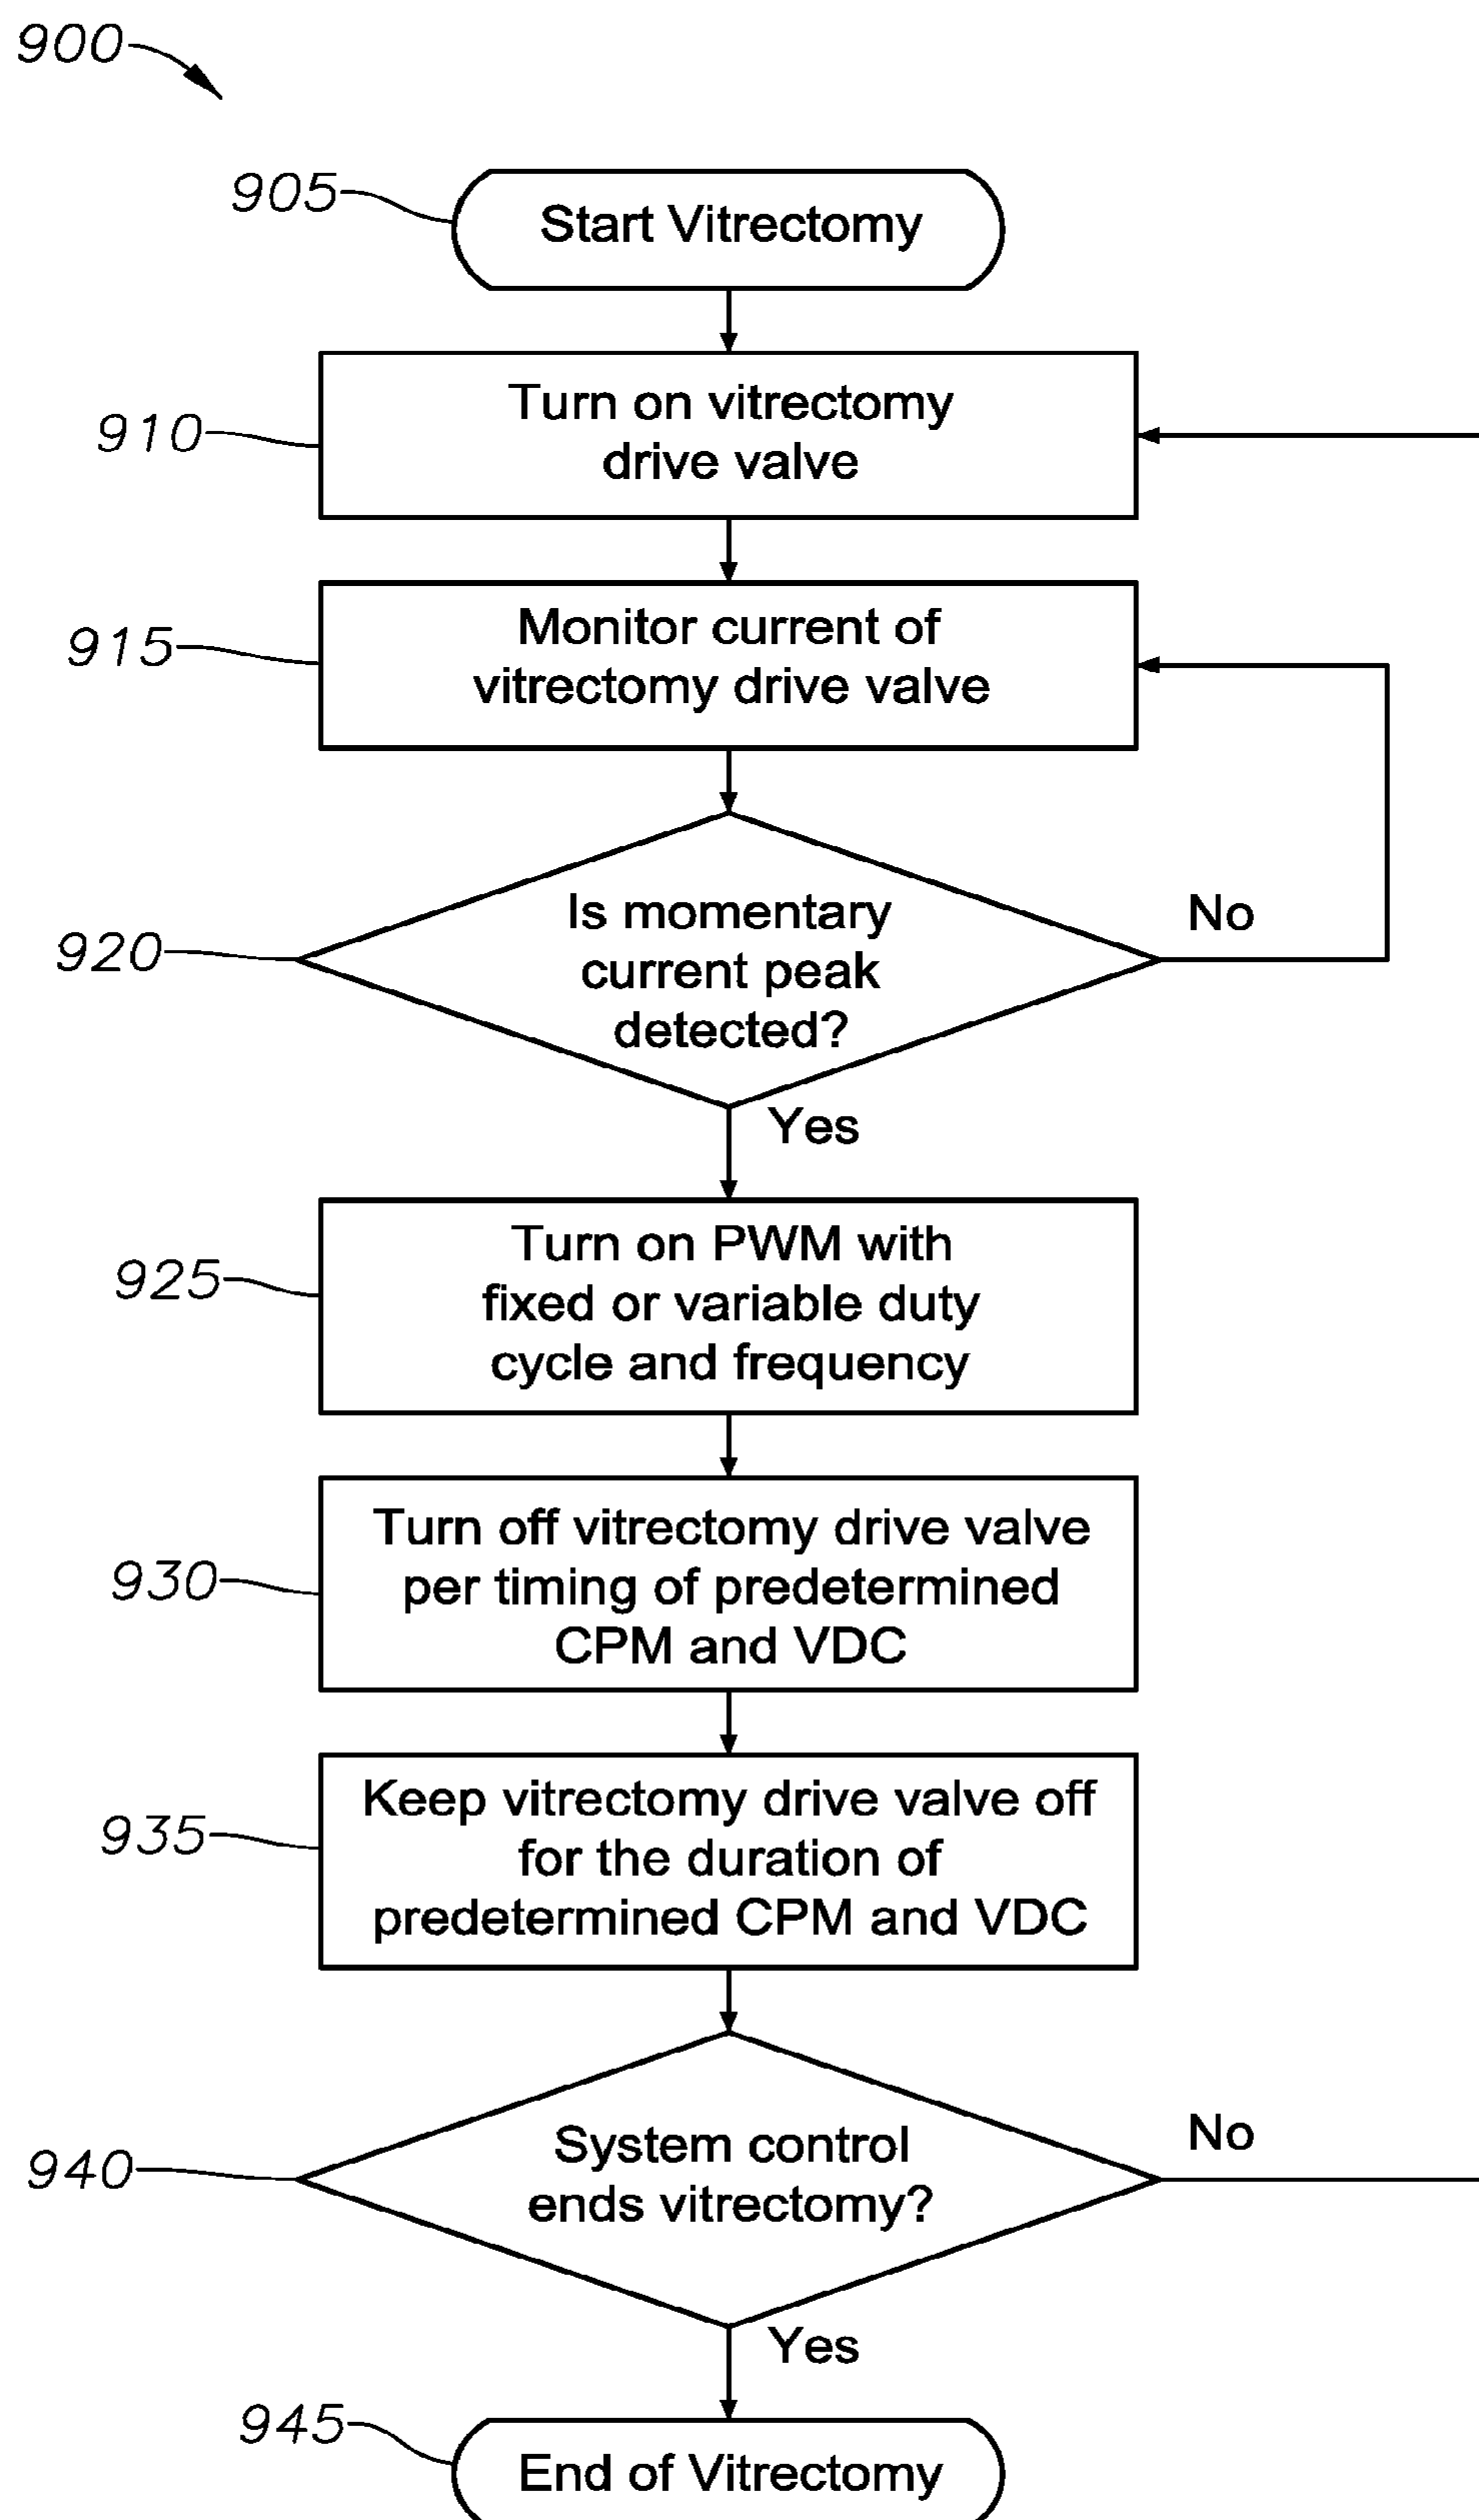 900
905
Start Vitrectomy
910
Turn on vitrectomy
drive valve
915
Monitor current of
vitrectomy drive valve
920
Is momentary
current peak
detected?
No
Yes
925
Turn on PWM with
fixed or variable duty
cycle and frequency
930
Turn off vitrectomy drive valve
per timing of predetermined
CPM and VDC
935
Keep vitrectomy drive valve off
for the duration of
predetermined CPM and VDC
940
System control
ends vitrectomy?
No
Yes
945
End of Vitrectomy